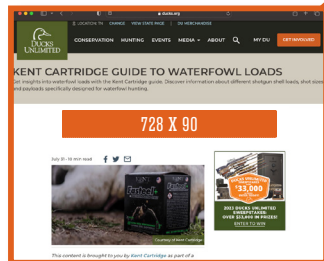 ducks.org
LOCATION: TN CHANGE VIEW STATE PAGE | DU MERCHANDISE
DUCKS
UNLIMITED
CONSERVATION HUNTING EVENTS MEDIA ABOUT MY DU GET INVOLVED
KENT CARTRIDGE GUIDE TO WATERFOWL LOADS
Get insights into waterfowl loads with the Kent Cartridge guide. Discover information about different shotgun shell loads, shot sizes
and payloads specifically designed for waterfowl hunting.
728 X 90
July 31 • 16 min read
Fasteel+
Courtesy of Kent Cartridge
$33,000
2023 DUCKS UNLIMITED
SWEEPSTAKES:
OVER $33,000 IN PRIZES!
ENTER TO WIN
This content is brought to you by Kent Cartridge as part of a